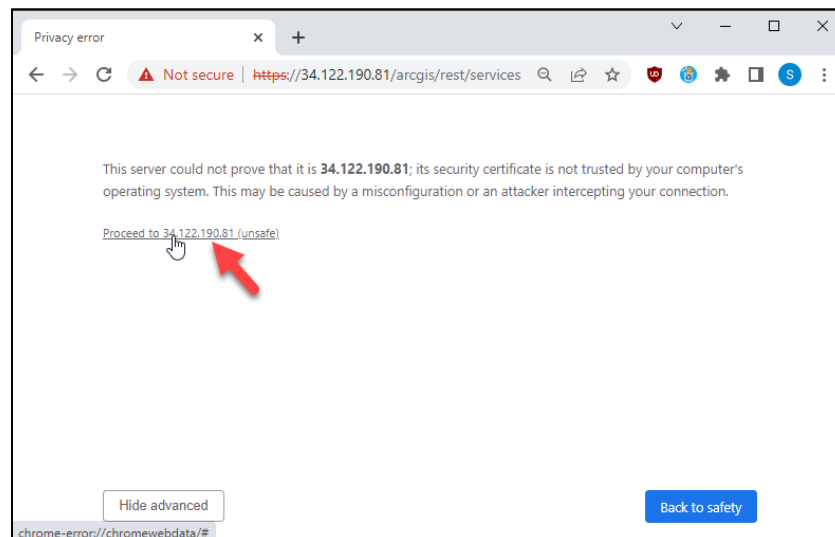 Privacy error
Not secure https://34.122.190.81/arcgis/rest/services
S
This server could not prove that it is 34.122.190.81; its security certificate is not trusted by your computer's
operating system. This may be caused by a misconfiguration or an attacker intercepting your connection.
Proceed to 34.122.190.81 (unsafe)
Hide advanced
Back to safety
chrome-error://chromewebdata/#